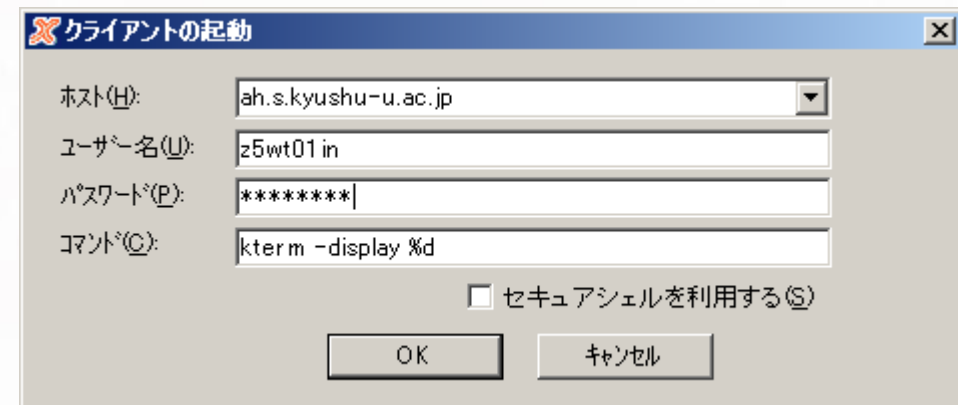 クライアントの起動
ホスト(H): ah.s.kyushu-u.ac.jp
ユーザー名(U): z5wt01in
パスワード(P): ********
コマンド(C): kterm -display %d
セキュアシェルを利用する(S)
OK キャンセル